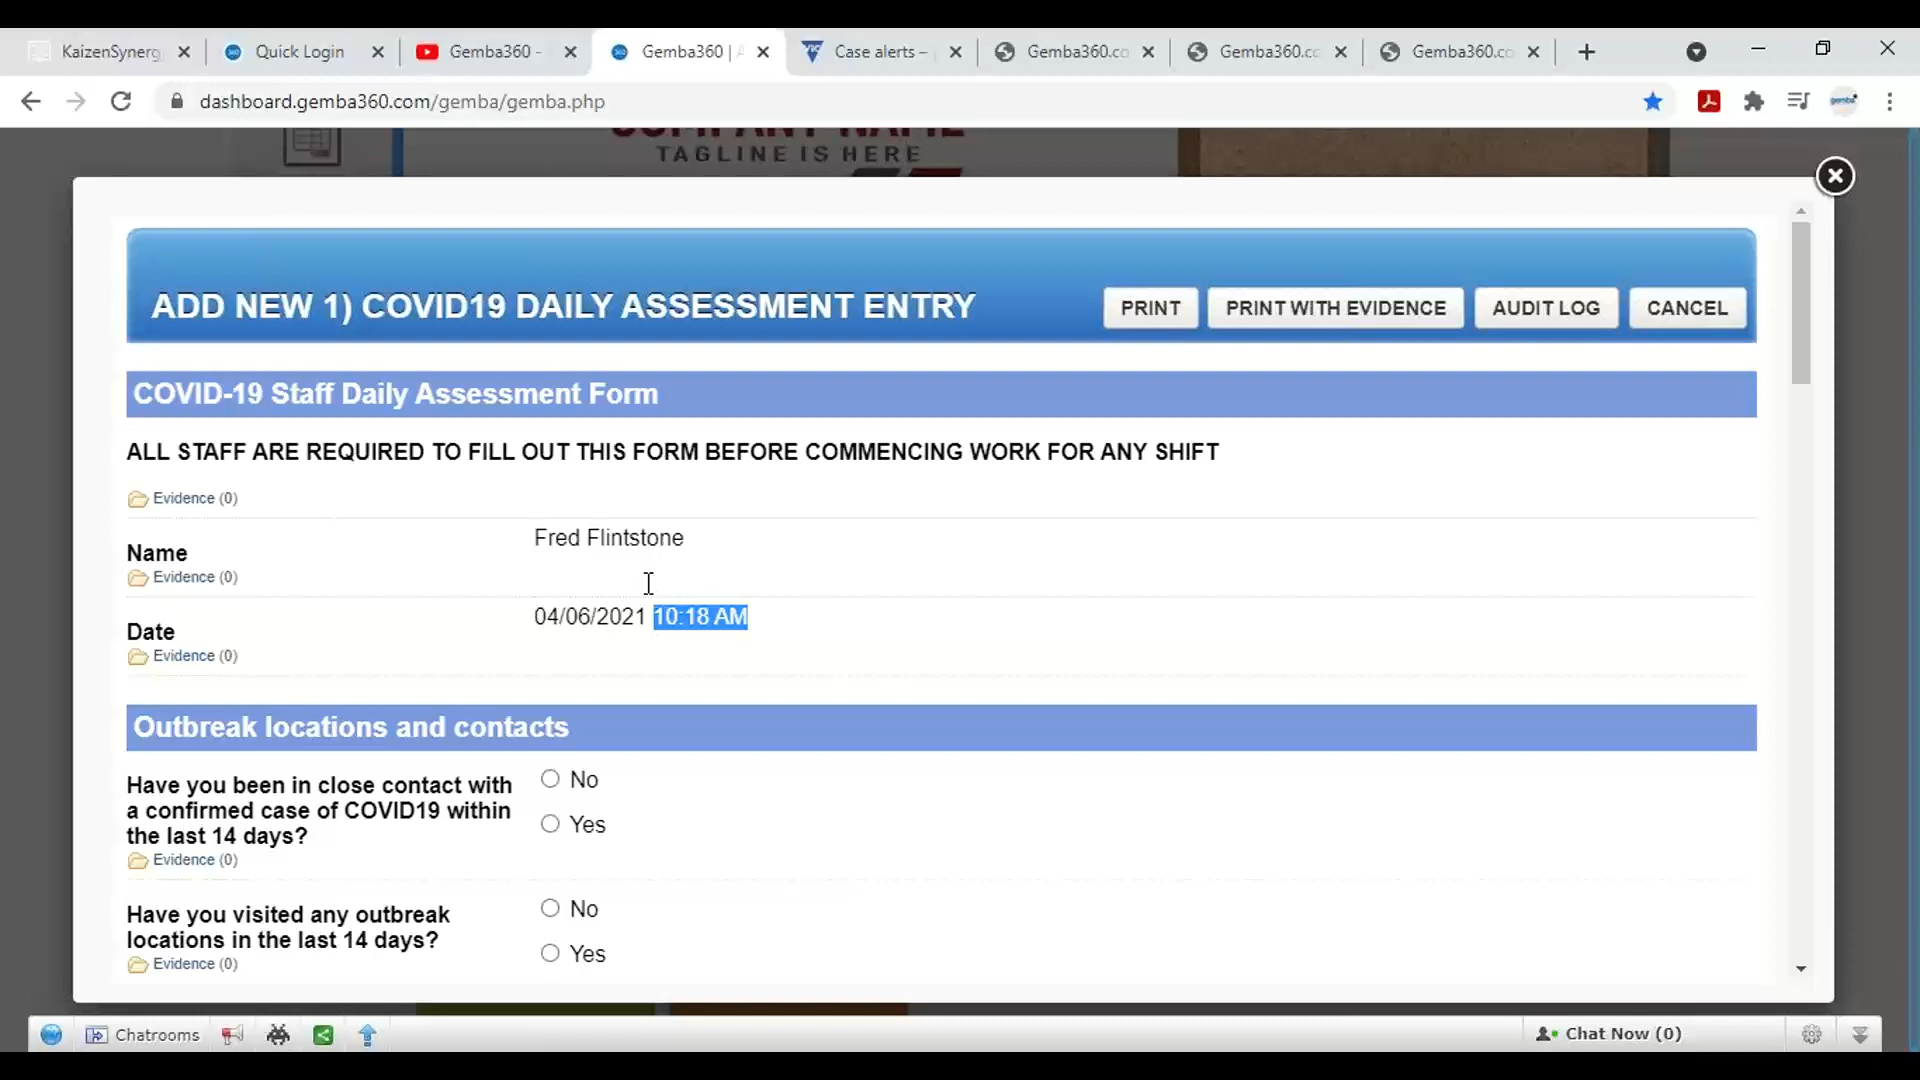 KaizenSynerg
Quick Login
Gemba360 -
Gemba360 | A
Case alerts –
Gemba360.co
Gemba360.co
Gemba360.co
dashboard.gemba360.com/gemba/gemba.php
COMPANY NAME
TAGLINE IS HERE
ADD NEW 1) COVID19 DAILY ASSESSMENT ENTRY
PRINT
PRINT WITH EVIDENCE
AUDIT LOG
CANCEL
COVID-19 Staff Daily Assessment Form
ALL STAFF ARE REQUIRED TO FILL OUT THIS FORM BEFORE COMMENCING WORK FOR ANY SHIFT
Evidence (0)
Fred Flintstone
Name
Evidence (0)
04/06/2021 10:18 AM
Date
Evidence (0)
Outbreak locations and contacts
Have you been in close contact with
a confirmed case of COVID19 within
the last 14 days?
No
Yes
Evidence (0)
Have you visited any outbreak
locations in the last 14 days?
No
Yes
Evidence (0)
Chatrooms
Chat Now (0)